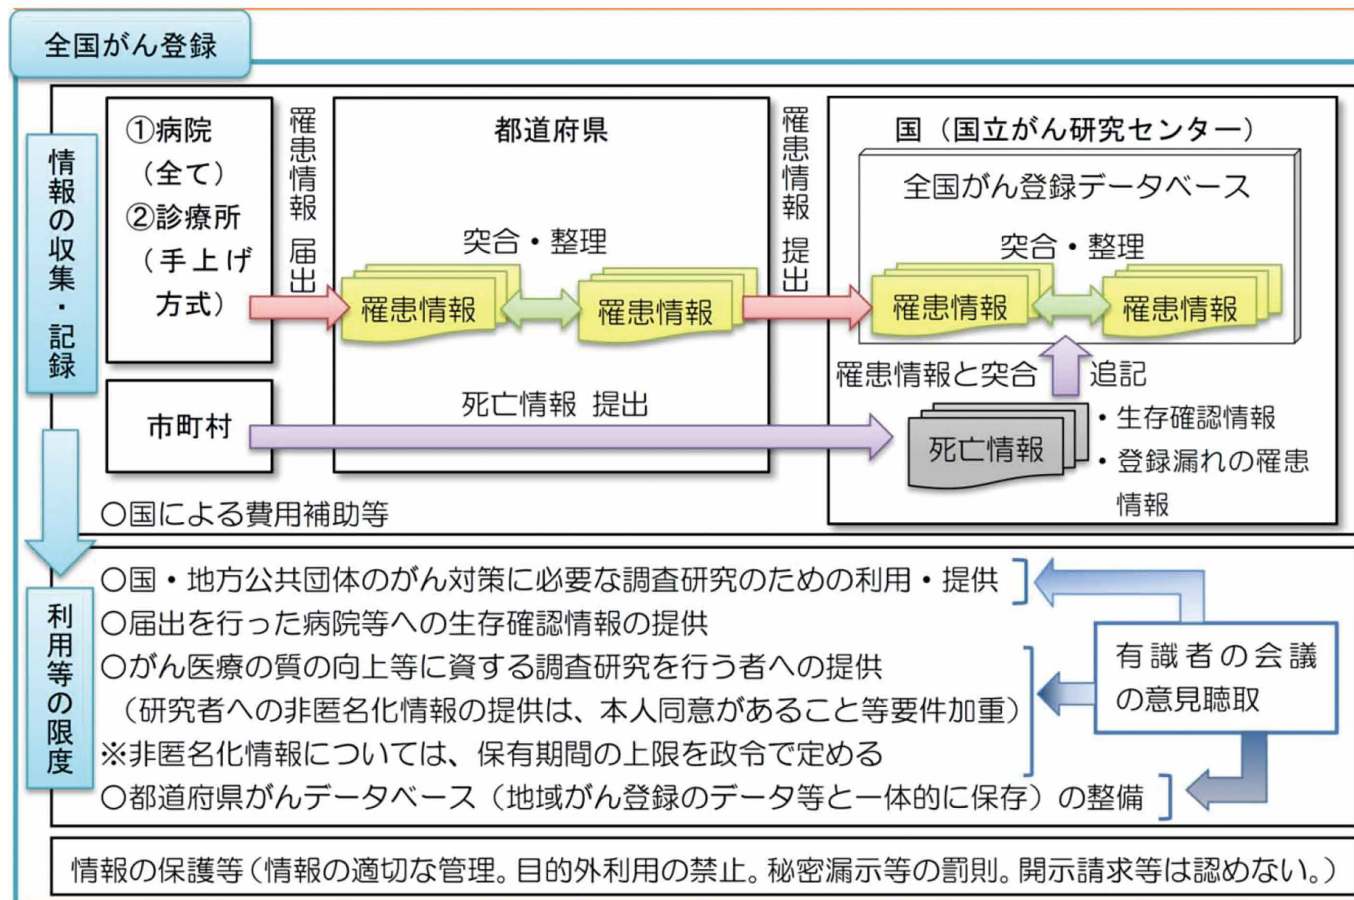 全国がん登録
情報の収集・記録
①病院
（全て）
②診療所
（手上げ
方式）
罹患情報 届出
都道府県
突合・整理
罹患情報
罹患情報
罹患情報 提出
国（国立がん研究センター）
全国がん登録データベース
突合・整理
罹患情報
罹患情報
罹患情報と突合
追記
市町村
死亡情報 提出
死亡情報
・生存確認情報
・登録漏れの罹患
情報
○国による費用補助等
利用等の限度
○国・地方公共団体のがん対策に必要な調査研究のための利用・提供
○届出を行った病院等への生存確認情報の提供
○がん医療の質の向上等に資する調査研究を行う者への提供
（研究者への非匿名化情報の提供は、本人同意があること等要件加重）
※非匿名化情報については、保有期間の上限を政令で定める
○都道府県がんデータベース（地域がん登録のデータ等と一体的に保存）の整備
有識者の会議
の意見聴取
情報の保護等（情報の適切な管理。目的外利用の禁止。秘密漏示等の罰則。開示請求等は認めない。）